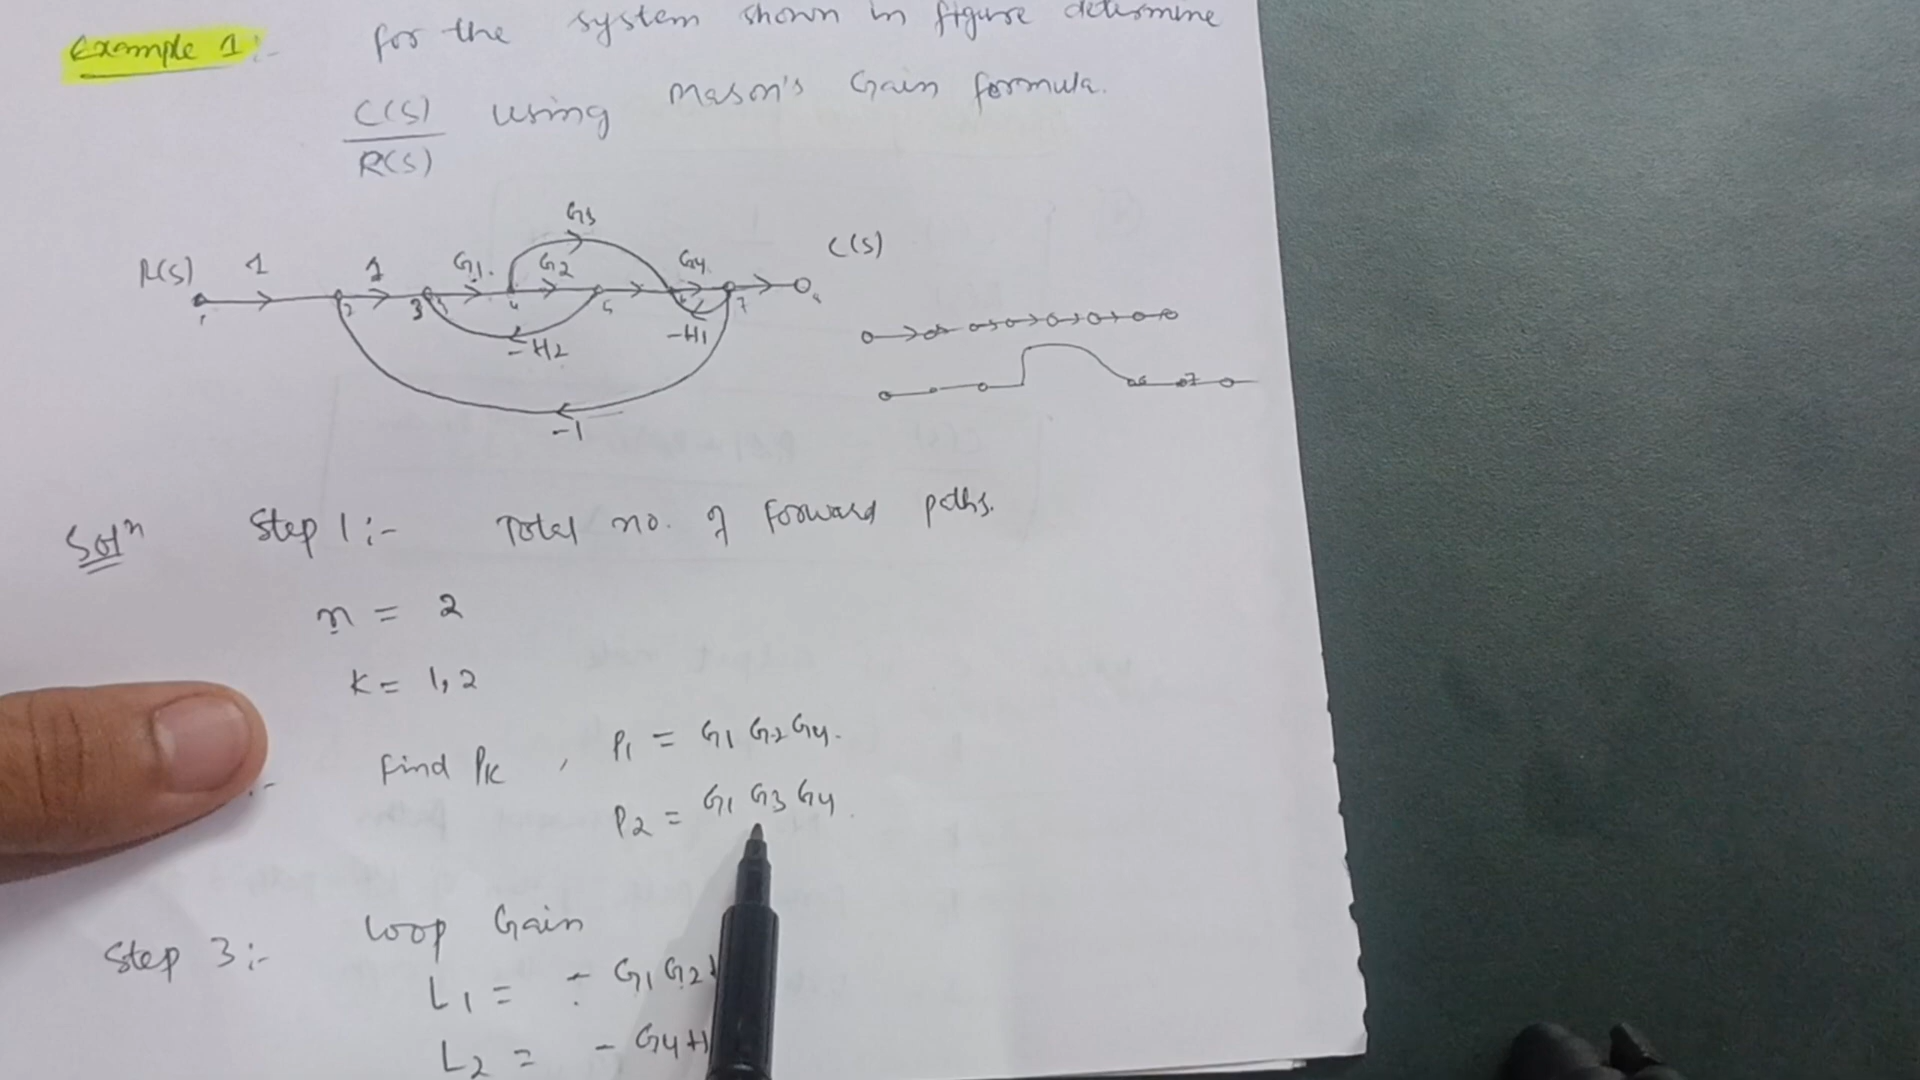 Example 1:- for the system shown in figure determine
C(S)
R(S)
using Mason's Gain formula.
G3
R(S) 1 1 G1. G2 G4 C(S)
1 2 3 4 5 7
-H2 -H1
-1
6 7
Soln Step 1:- Total no. of Forward paths.
n = 2
K = 1, 2
:- Find PK , P1 = G1 G2 G4.
P2 = G1 G3 G4.
Step 3:- Loop Gain
L1 = - G1 G2
L2 = - G4 H